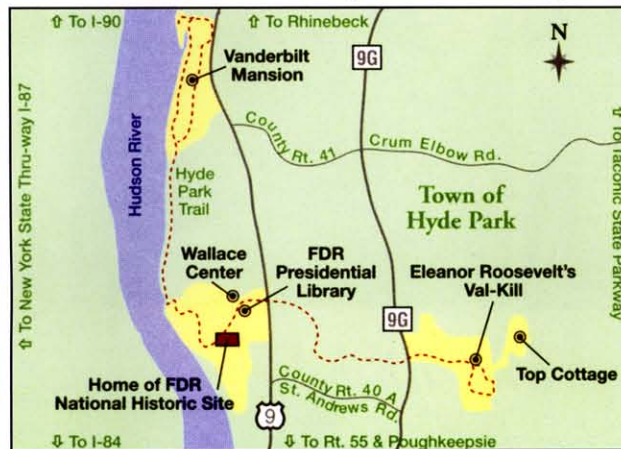 ⇧ To I-90
⇧ To Rhinebeck
N
Vanderbilt
Mansion
9G
⇧ To New York State Thru-way I-87
Hudson River
County Rt. 41
Crum Elbow Rd.
⇧ To Taconic State Parkway
Hyde
Park
Trail
Town of
Hyde Park
Wallace
Center
FDR
Presidential
Library
Eleanor Roosevelt's
Val-Kill
9G
Top Cottage
Home of FDR
National Historic Site
County Rt. 40 A
St. Andrews Rd.
9
⇩ To I-84
⇩ To Rt. 55 & Poughkeepsie